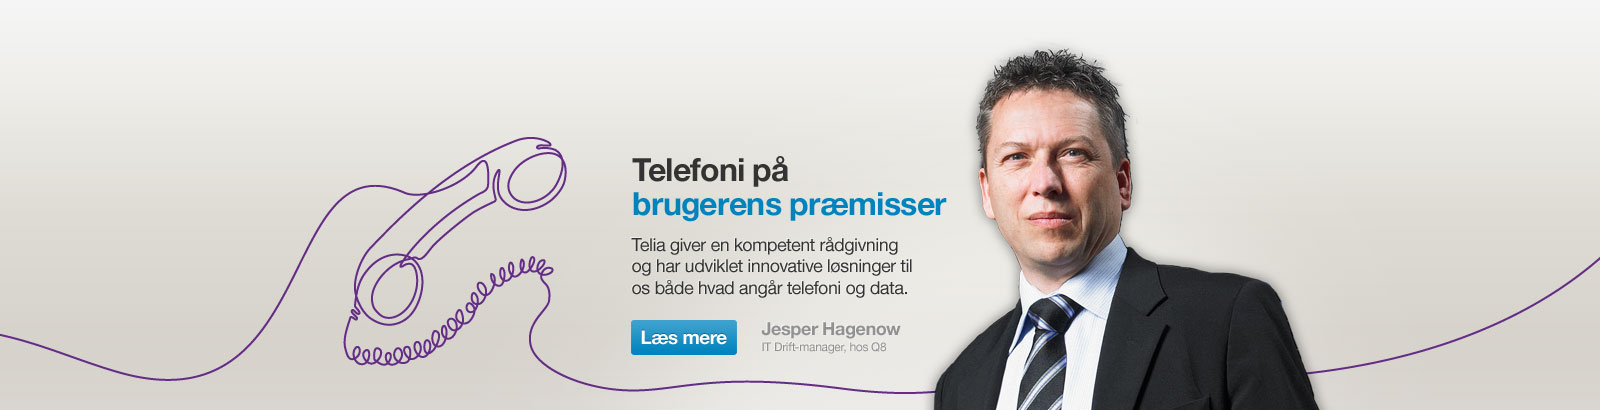 Telefoni på
brugerens præmisser
Telia giver en kompetent rådgivning
og har udviklet innovative løsninger til
os både hvad angår telefoni og data.
Læs mere
Jesper Hagenow
IT Drift-manager, hos Q8